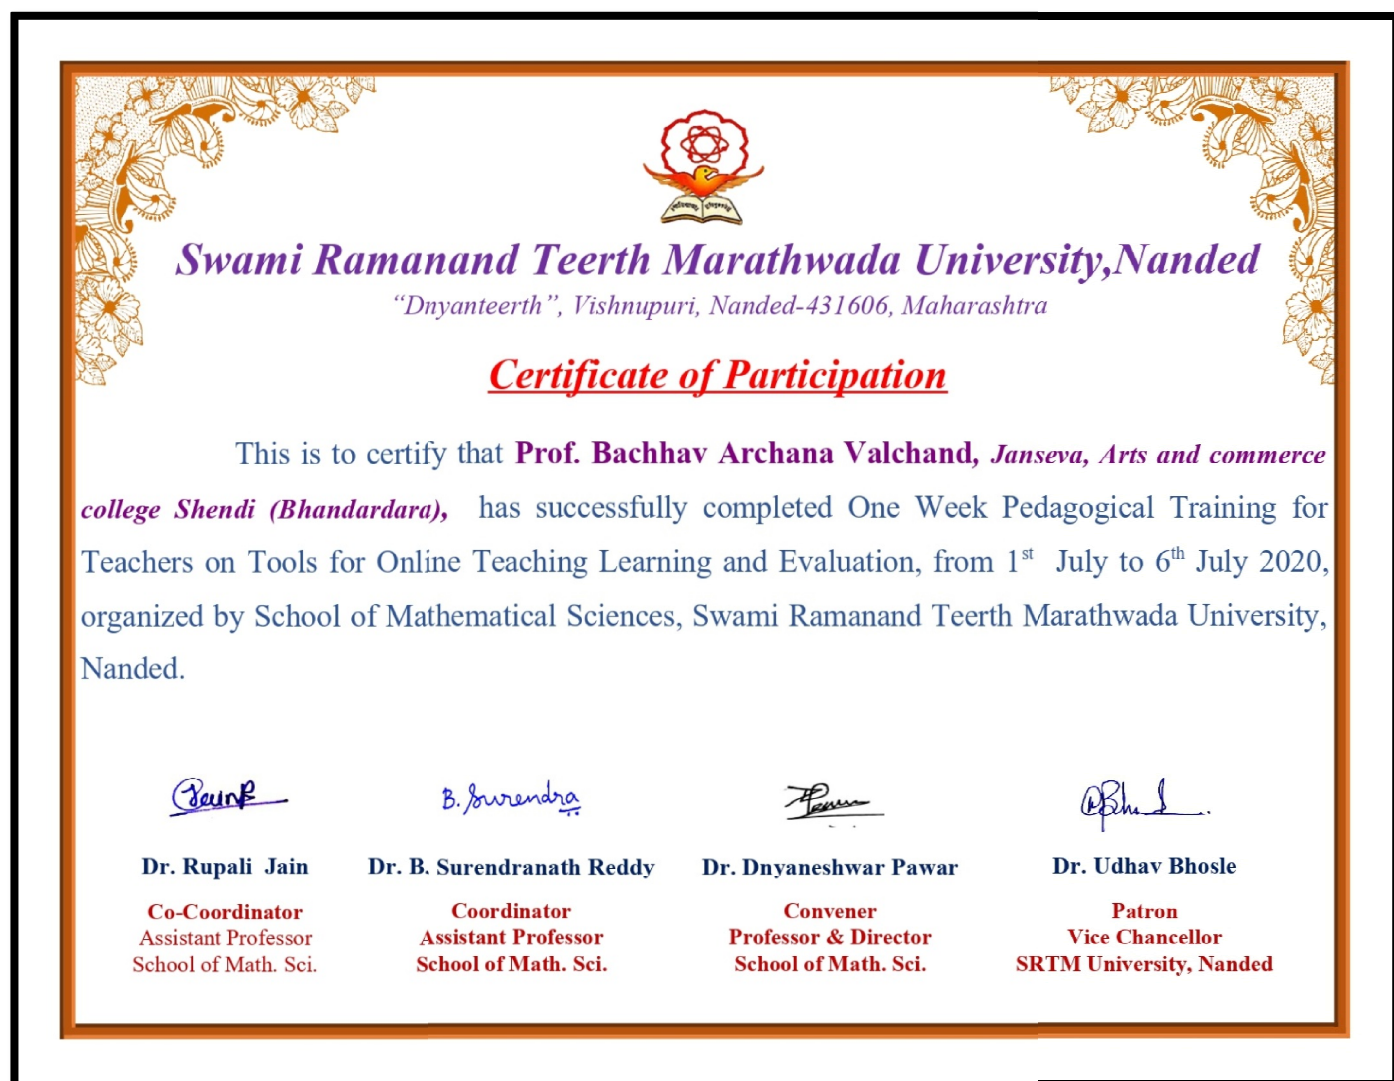 Swami Ramanand Teerth Marathwada University,Nanded
“Dnyanteerth”, Vishnupuri, Nanded-431606, Maharashtra
Certificate of Participation
This is to certify that Prof. Bachhav Archana Valchand, Janseva, Arts and commerce
college Shendi (Bhandardara), has successfully completed One Week Pedagogical Training for
Teachers on Tools for Online Teaching Learning and Evaluation, from 1st July to 6th July 2020,
organized by School of Mathematical Sciences, Swami Ramanand Teerth Marathwada University,
Nanded.
B. Surendra
Dr. Rupali Jain Dr. B. Surendranath Reddy Dr. Dnyaneshwar Pawar Dr. Udhav Bhosle
Co-Coordinator Coordinator Convener Patron
Assistant Professor Assistant Professor Professor & Director Vice Chancellor
School of Math. Sci. School of Math. Sci. School of Math. Sci. SRTM University, Nanded